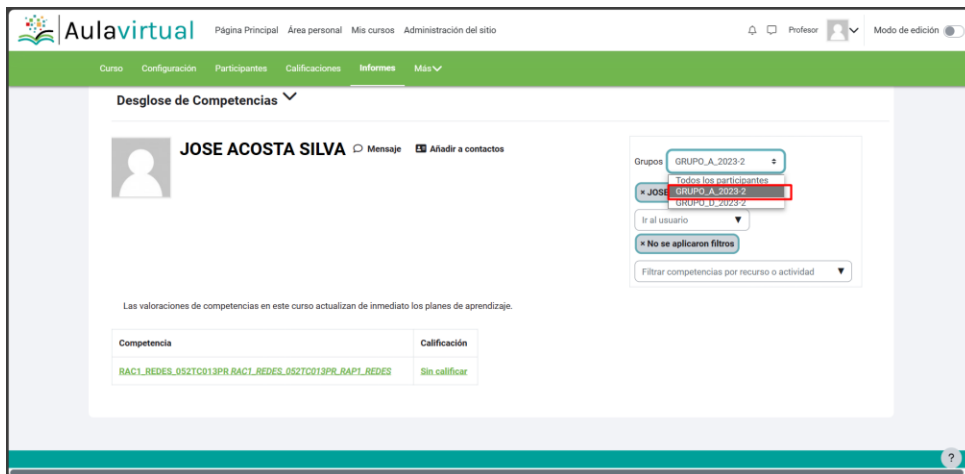 Aulavirtual
Página Principal Área personal Mis cursos Administración del sitio
Profesor
Modo de edición
Curso Configuración Participantes Calificaciones Informes Más
Desglose de Competencias
JOSE ACOSTA SILVA
Mensaje
Añadir a contactos
Grupos
GRUPO_A_2023-2
Todos los participantes
GRUPO_A_2023-2
GRUPO_D_2023-2
× JOSE
Ir al usuario
× No se aplicaron filtros
Filtrar competencias por recurso o actividad
Las valoraciones de competencias en este curso actualizan de inmediato los planes de aprendizaje.
Competencia Calificación
RAC1_REDES_052TC013PR RAC1_REDES_052TC013PR_RAP1_REDES Sin calificar
?